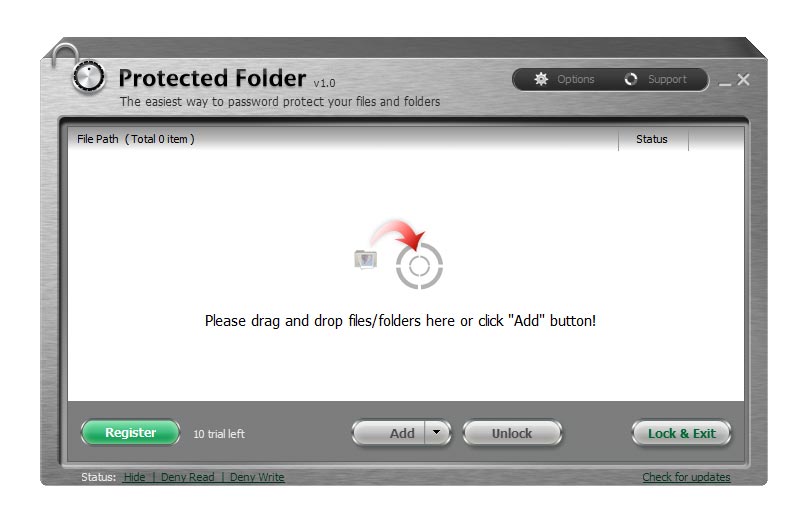 Protected Folder v1.0
Options
Support
The easiest way to password protect your files and folders
File Path ( Total 0 item )
Status
Please drag and drop files/folders here or click "Add" button!
Register
10 trial left
Add
Unlock
Lock & Exit
Status: Hide | Deny Read | Deny Write
Check for updates